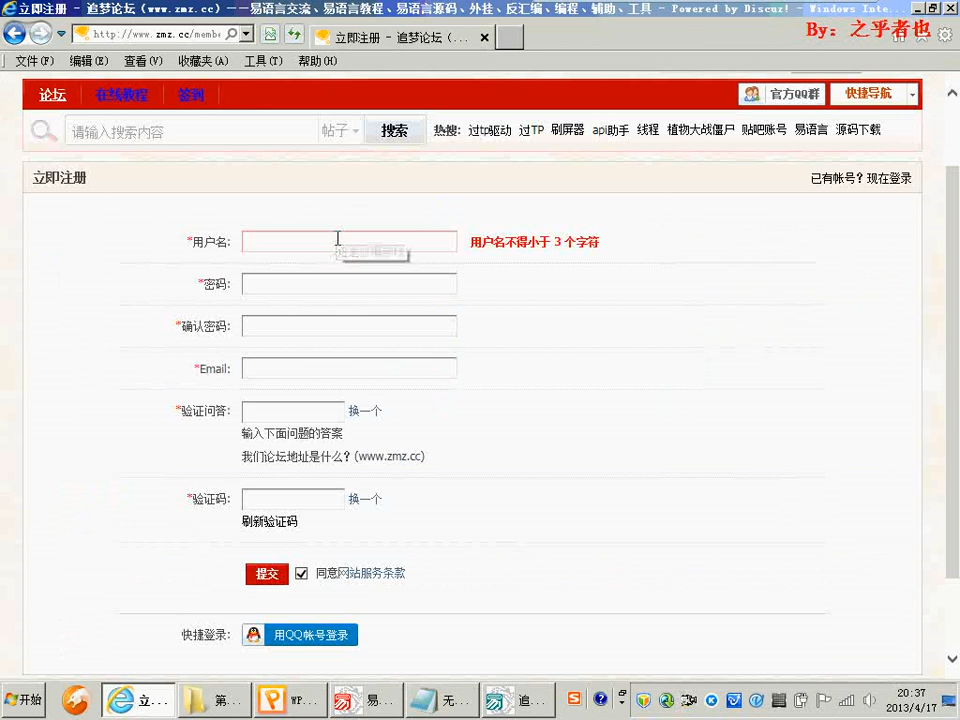 立即注册 - 追梦论坛（www.zmz.cc）---易语言交流、易语言教程、易语言源码、外挂、反汇编、编程、辅助、工具 - Powered by Discuz! - Windows Inte...
http://www.zmz.cc/membe
立即注册 - 追梦论坛 (...
By: 之乎者也
文件(F) 编辑(E) 查看(V) 收藏夹(A) 工具(T) 帮助(H)
论坛 在线教程 签到 官方QQ群 快捷导航
请输入搜索内容 帖子 搜索 热搜: 过tp驱动 过TP 刷屏器 api助手 线程 植物大战僵尸 贴吧账号 易语言 源码下载
立即注册 已有帐号？现在登录
*用户名: 用户名不得小于 3 个字符
*密码:
*确认密码:
*Email:
*验证问答: 换一个
输入下面问题的答案
我们论坛地址是什么？(www.zmz.cc)
*验证码: 换一个
刷新验证码
提交 同意网站服务条款
快捷登录: 用QQ帐号登录
开始 立... 第... WP... 易... 无... 追... 20:37
2013/4/17